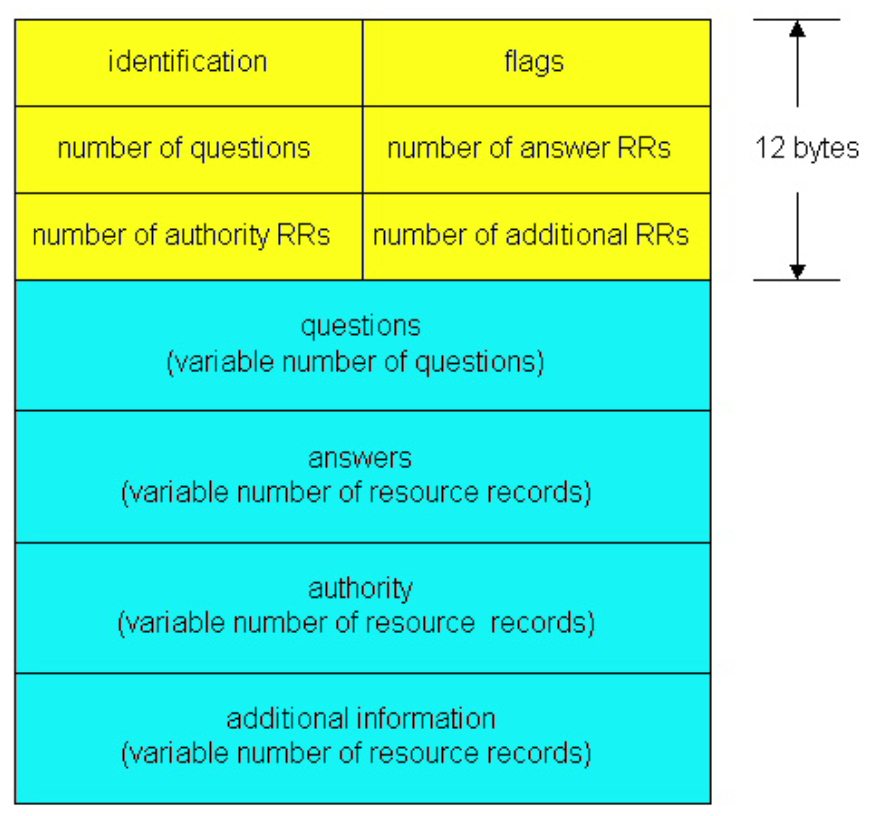 identification
flags
number of questions
number of answer RRs
12 bytes
number of authority RRs
number of additional RRs
questions
(variable number of questions)
answers
(variable number of resource records)
authority
(variable number of resource records)
additional information
(variable number of resource records)